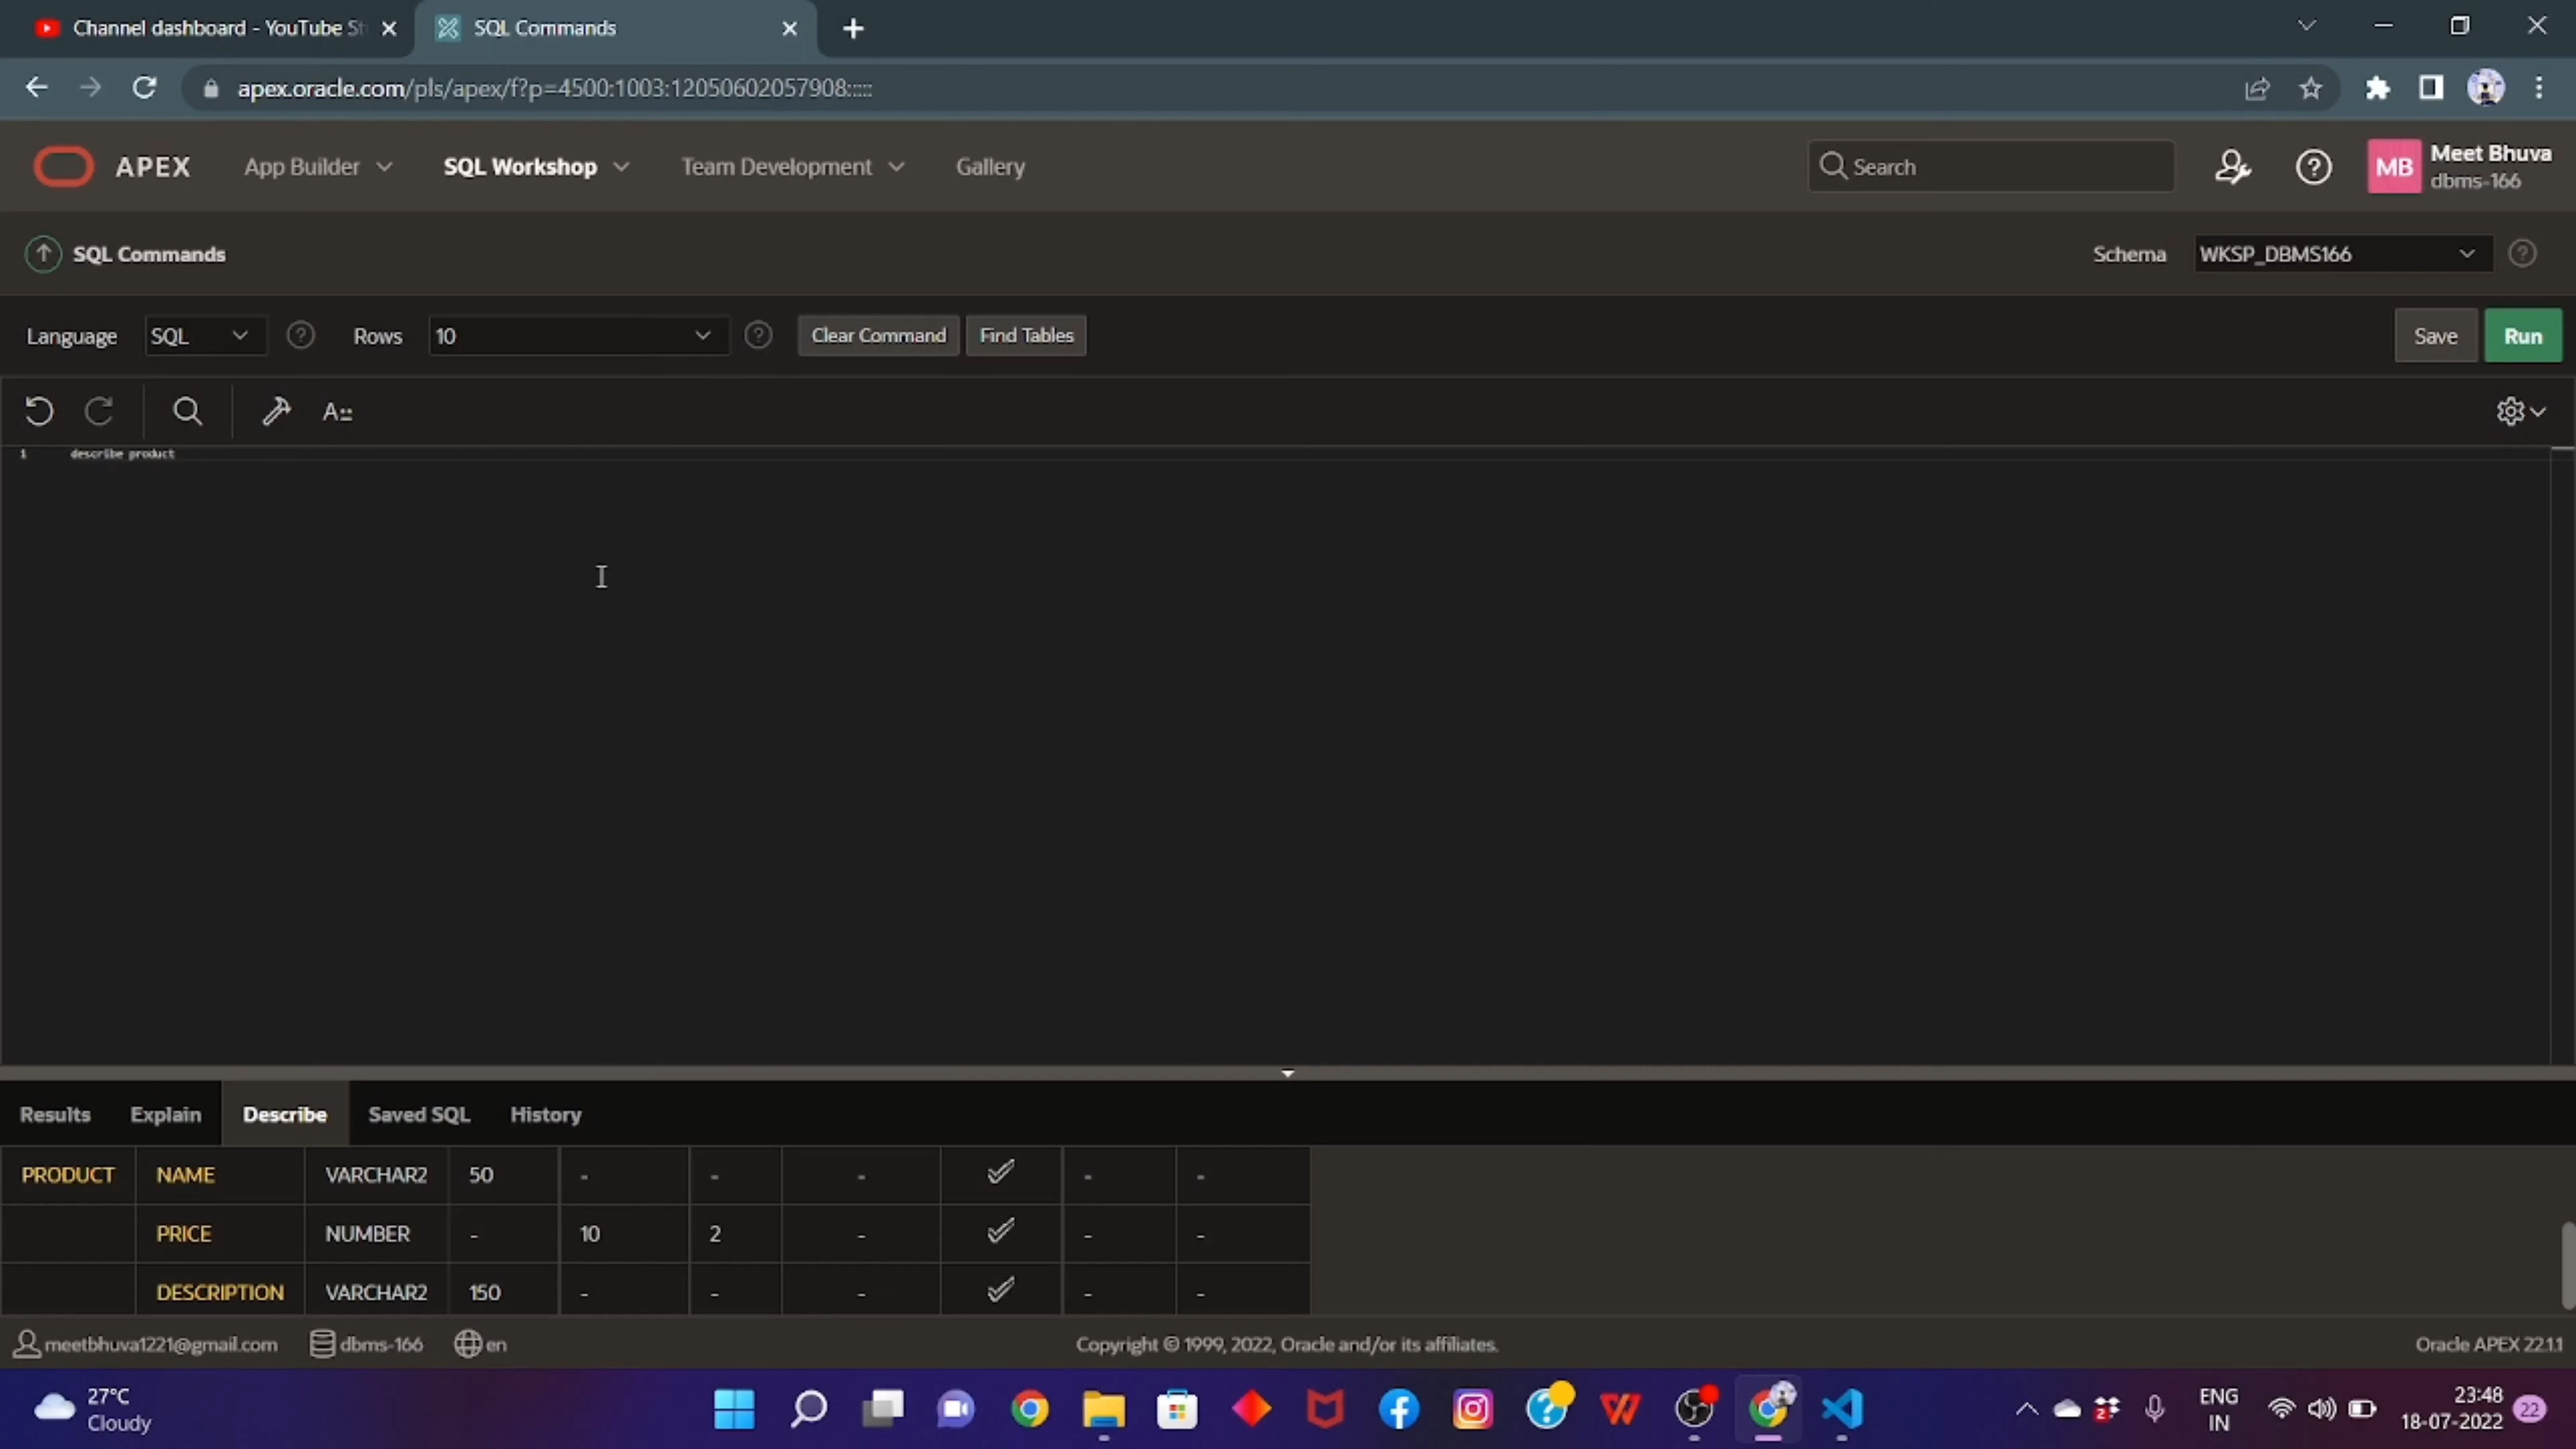 Channel dashboard - YouTube St
SQL Commands
apex.oracle.com/pls/apex/f?p=4500:1003:12050602057908:::::
APEX App Builder SQL Workshop Team Development Gallery Search MB Meet Bhuva
dbms-166
SQL Commands Schema WKSP_DBMS166
Language SQL Rows 10 Clear Command Find Tables Save Run
1 describe product
Results Explain Describe Saved SQL History
PRODUCT NAME VARCHAR2 50 - - - - -
PRICE NUMBER - 10 2 - - -
DESCRIPTION VARCHAR2 150 - - - - -
meetbhuva1221@gmail.com dbms-166 en Copyright © 1999, 2022, Oracle and/or its affiliates. Oracle APEX 22.1.1
27°C
Cloudy
ENG
IN
23:48
18-07-2022
22